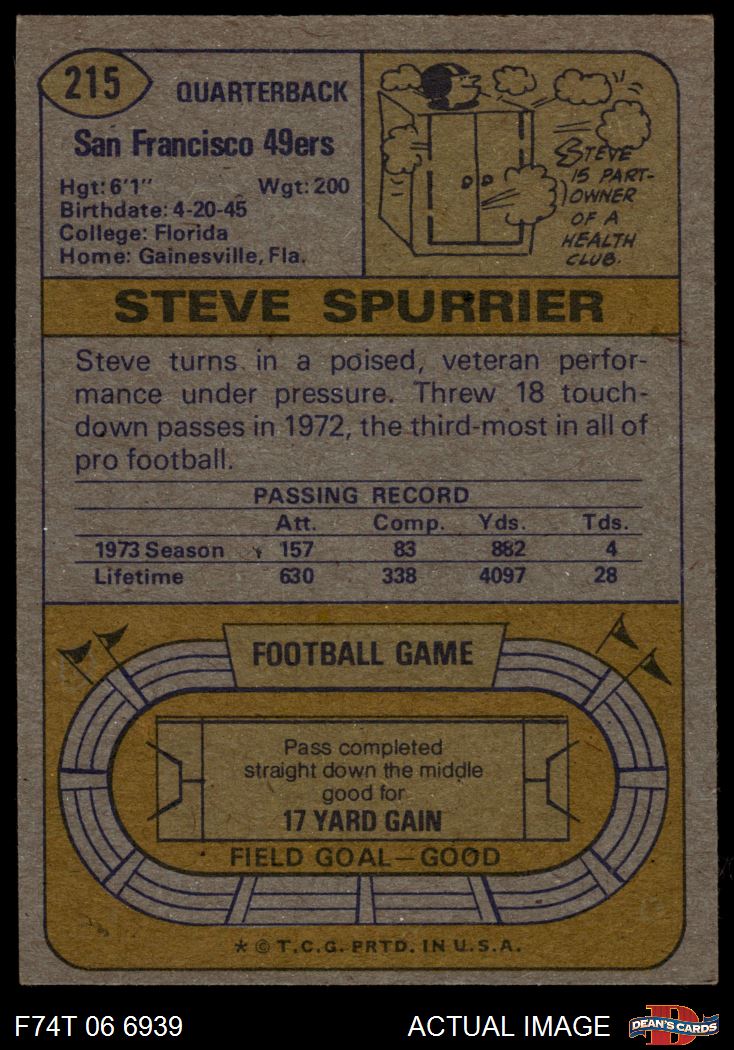 215
QUARTERBACK
San Francisco 49ers
Hgt: 6'1" Wgt: 200
Birthdate: 4-20-45
College: Florida
Home: Gainesville, Fla.
STEVE
IS PART-
OWNER
OF A
HEALTH
CLUB.
STEVE SPURRIER
Steve turns in a poised, veteran perfor-
mance under pressure. Threw 18 touch-
down passes in 1972, the third-most in all of
pro football.
PASSING RECORD
Att. Comp. Yds. Tds.
1973 Season 157 83 882 4
Lifetime 630 338 4097 28
FOOTBALL GAME
Pass completed
straight down the middle
good for
17 YARD GAIN
FIELD GOAL—GOOD
* © T.C.G. PRTD. IN U.S.A.
F74T 06 6939 ACTUAL IMAGE DEAN'S CARDS